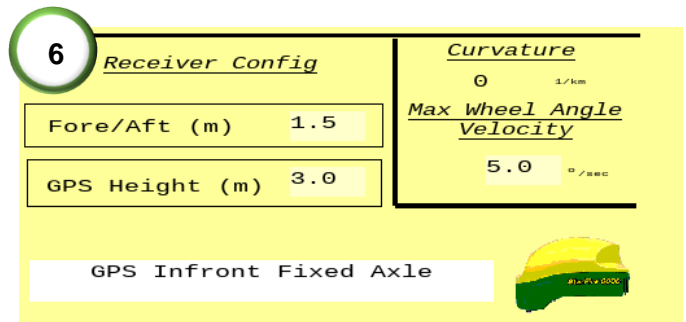 6
Receiver Config
Fore/Aft (m) 1.5
GPS Height (m) 3.0
Curvature
0 1/km
Max Wheel Angle
Velocity
5.0 °/sec
GPS Infront Fixed Axle